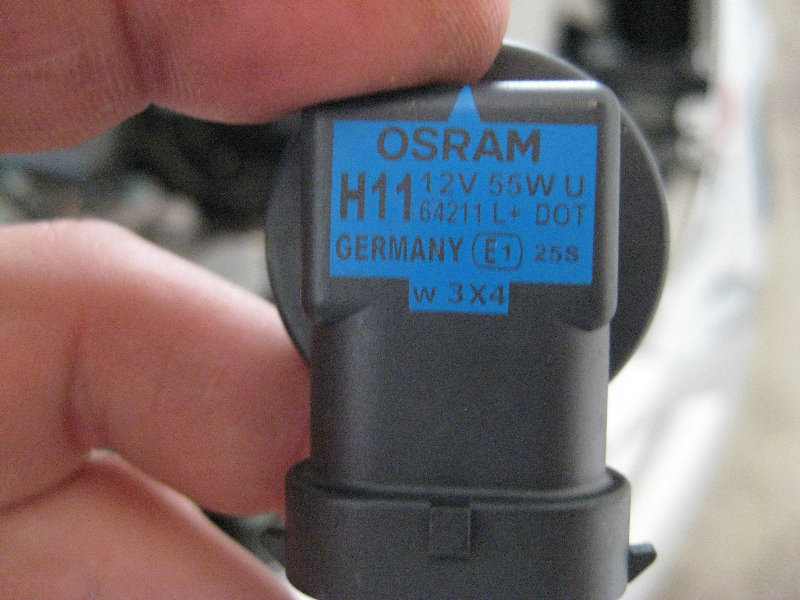 OSRAM
H11 12V 55W U
64211 L+ DOT
GERMANY E1 25S
W 3X4